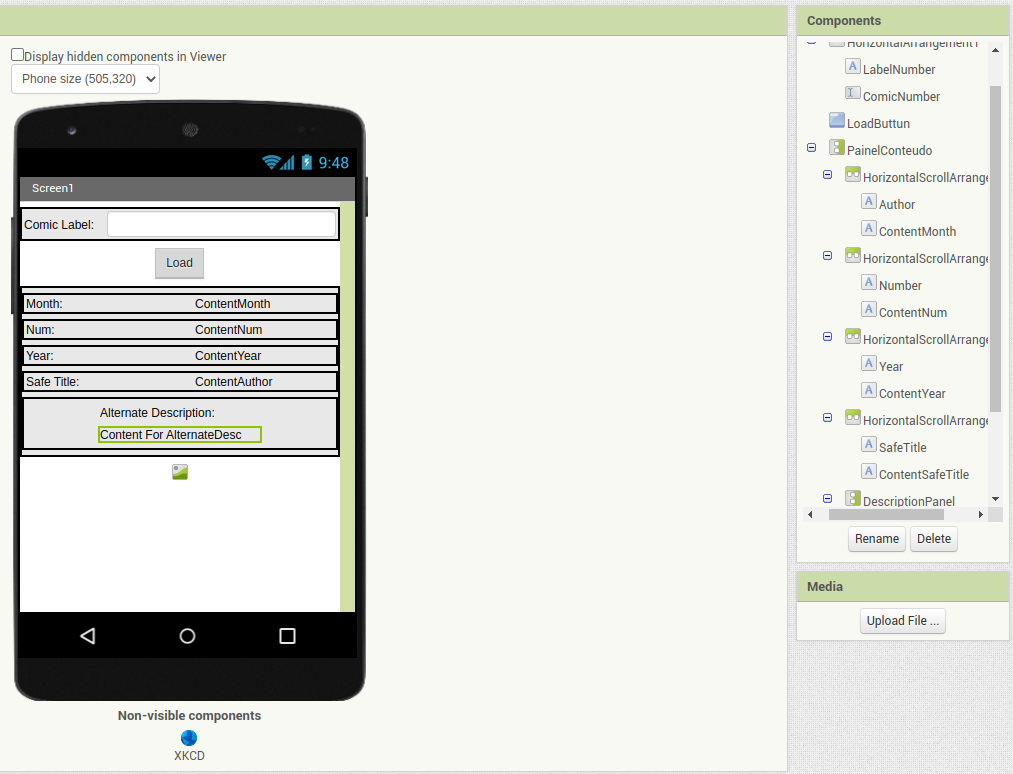 Components
Display hidden components in Viewer
Phone size (505,320)
9:48
Screen1
Comic Label:
Load
Month: ContentMonth
Num: ContentNum
Year: ContentYear
Safe Title: ContentAuthor
Alternate Description:
Content For AlternateDesc
Non-visible components
XKCD
HorizontalArrangement1
LabelNumber
ComicNumber
LoadButtun
PainelConteudo
HorizontalScrollArrange
Author
ContentMonth
HorizontalScrollArrange
Number
ContentNum
HorizontalScrollArrange
Year
ContentYear
HorizontalScrollArrange
SafeTitle
ContentSafeTitle
DescriptionPanel
Rename Delete
Media
Upload File ...